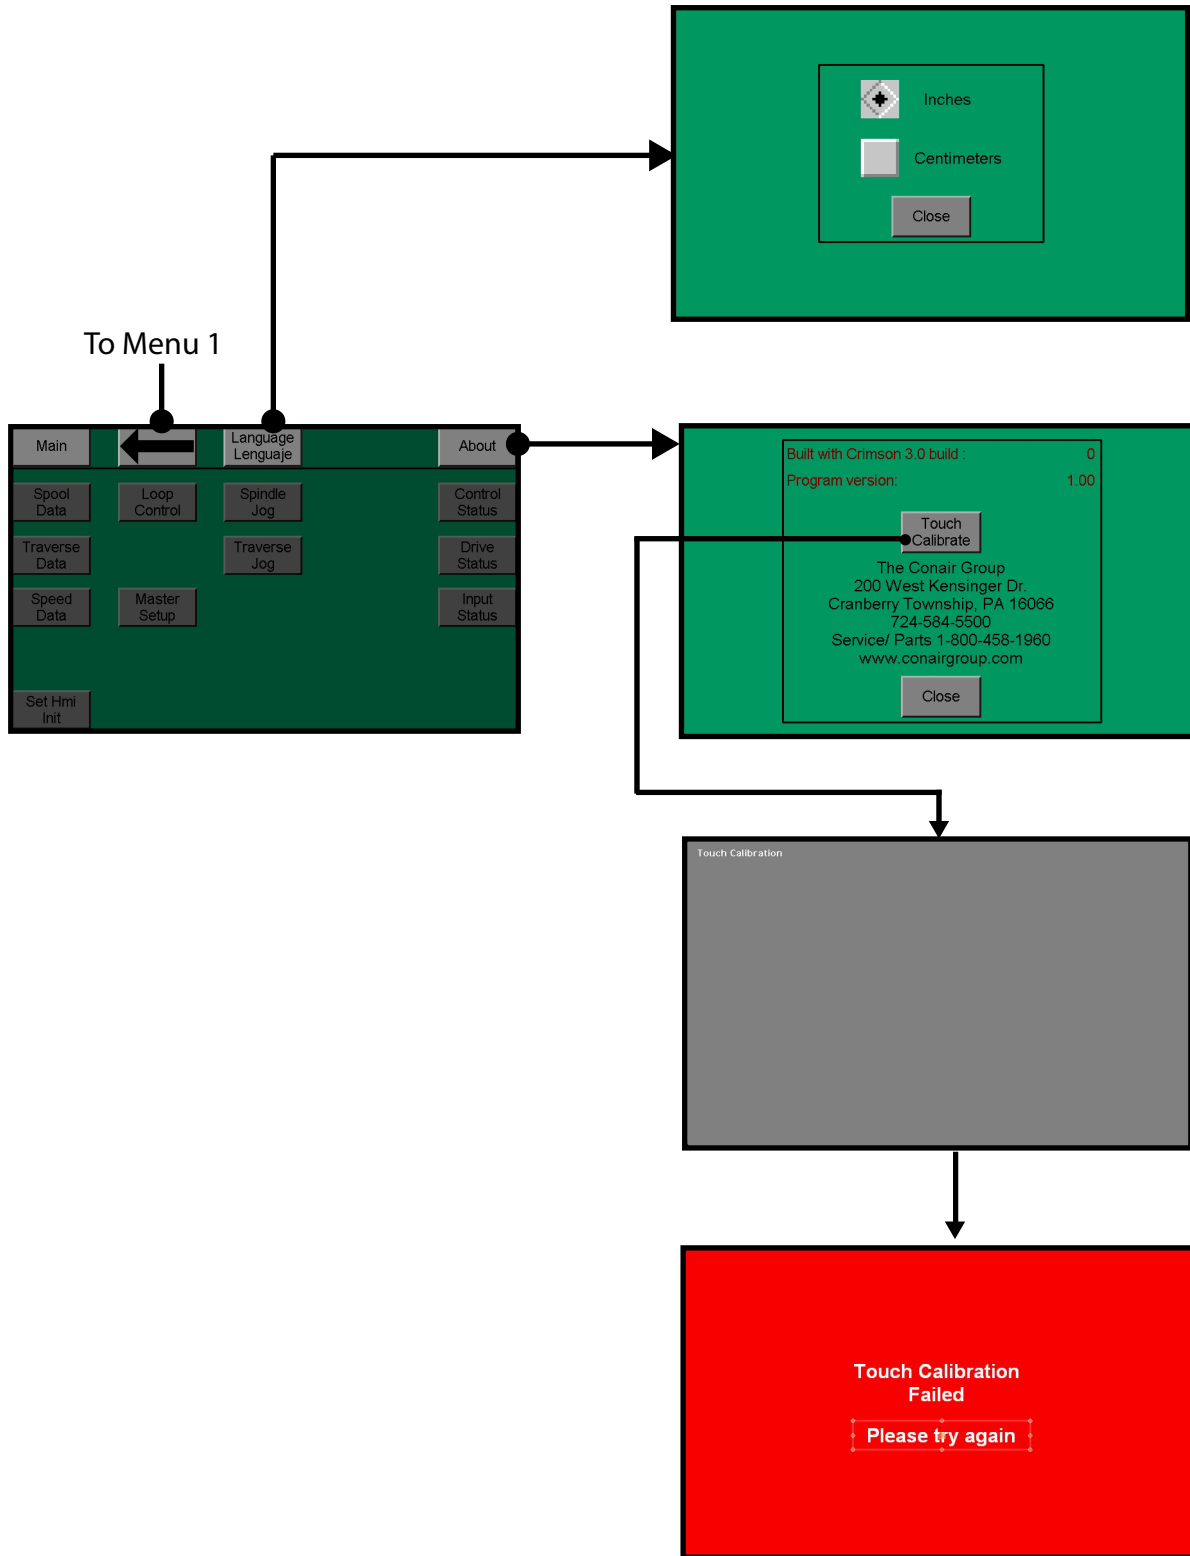 Inches
Centimeters
Close
To Menu 1
Main
Language
Lenguaje
About
Spool
Data
Loop
Control
Spindle
Jog
Control
Status
Traverse
Data
Traverse
Jog
Drive
Status
Speed
Data
Master
Setup
Input
Status
Set Hmi
Init
Built with Crimson 3.0 build : 0
Program version: 1.00
Touch
Calibrate
The Conair Group
200 West Kensinger Dr.
Cranberry Township, PA 16066
724-584-5500
Service/ Parts 1-800-458-1960
www.conairgroup.com
Close
Touch Calibration
Touch Calibration
Failed
Please try again